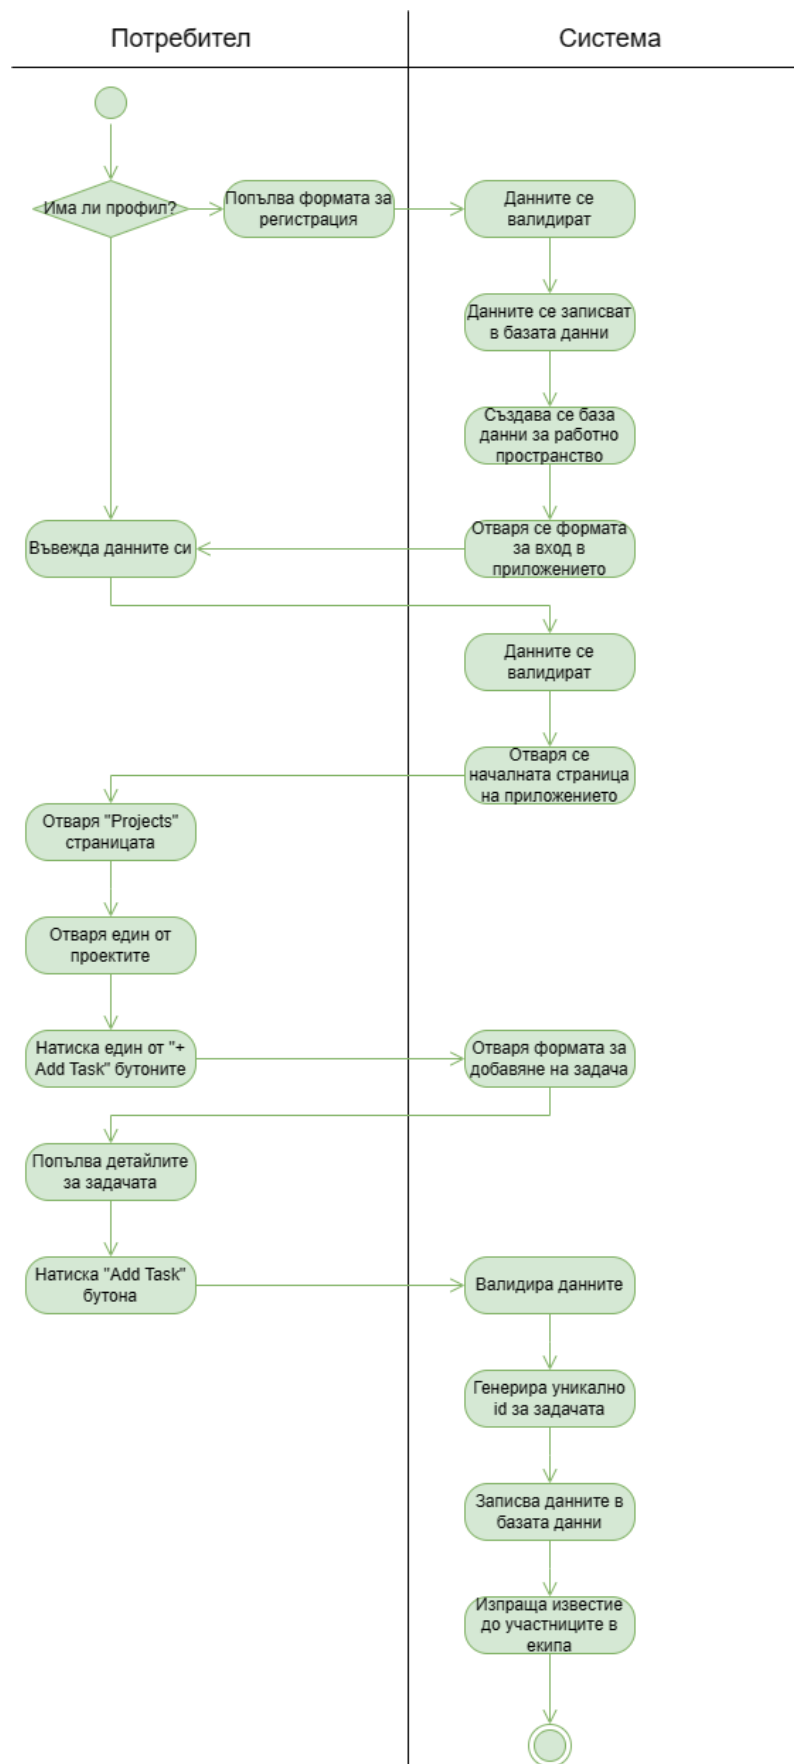 Потребител
Система
Има ли профил?
Попълва формата за
регистрация
Данните се
валидират
Данните се записват
в базата данни
Създава се база
данни за работно
пространство
Въвежда данните си
Отваря се формата
за вход в
приложението
Данните се
валидират
Отваря се
началната страница
на приложението
Отваря "Projects"
страницата
Отваря един от
проектите
Натиска един от "+
Add Task" бутоните
Отваря формата за
добавяне на задача
Попълва детайлите
за задачата
Натиска "Add Task"
бутона
Валидира данните
Генерира уникално
id за задачата
Записва данните в
базата данни
Изпраща известие
до участниците в
екипа